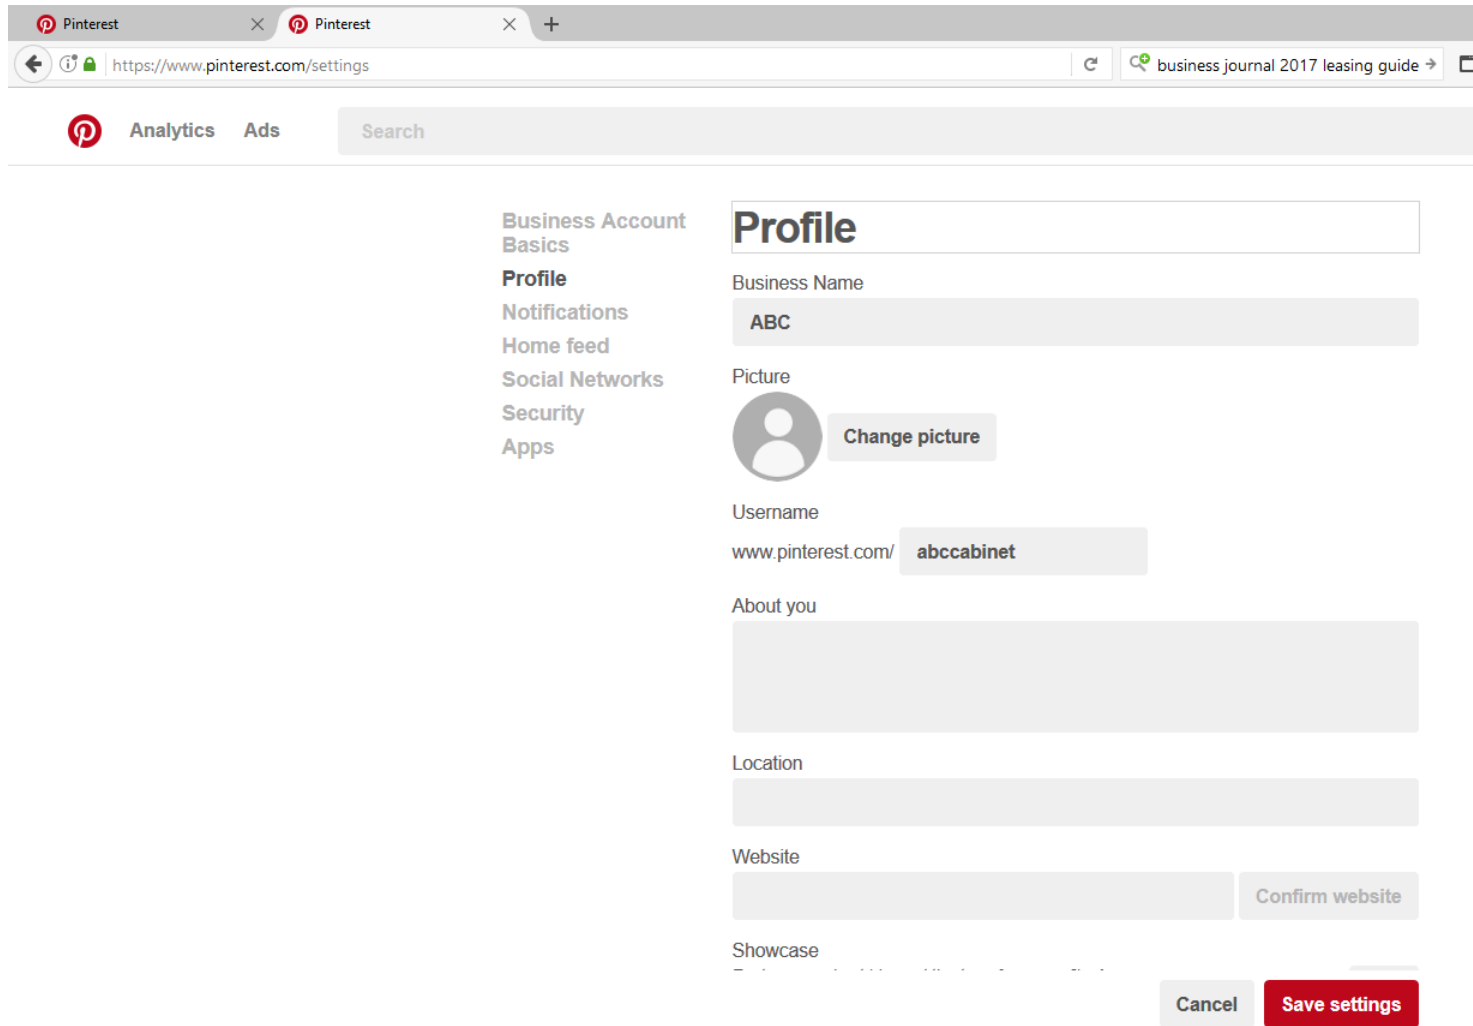 Pinterest
Pinterest
https://www.pinterest.com/settings
business journal 2017 leasing guide
Analytics
Ads
Search
Business Account
Basics
Profile
Notifications
Home feed
Social Networks
Security
Apps
Profile
Business Name
ABC
Picture
Change picture
Username
www.pinterest.com/ abccabinet
About you
Location
Website
Confirm website
Showcase
Cancel
Save settings